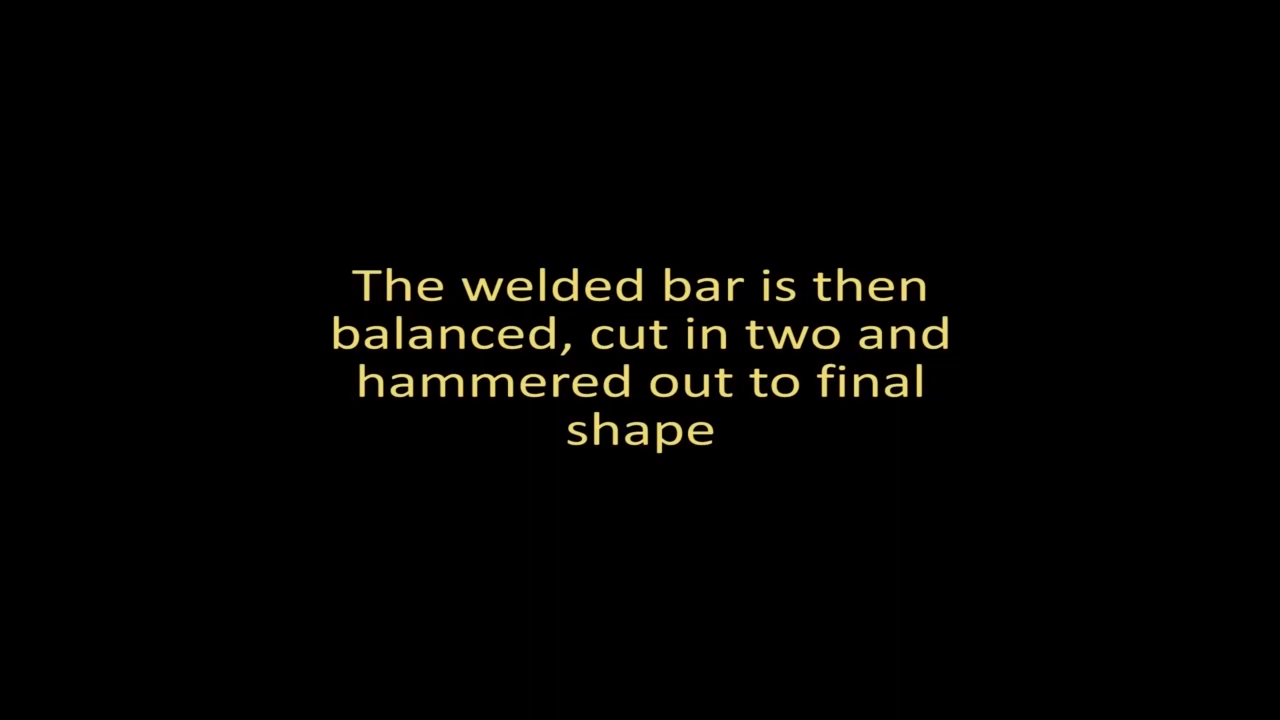 The welded bar is then
balanced, cut in two and
hammered out to final
shape